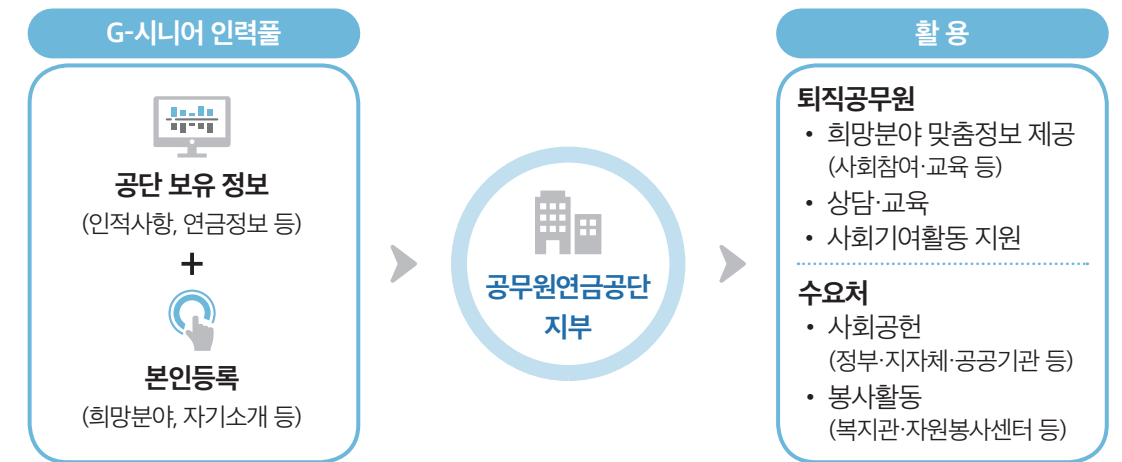 G-시니어 인력풀
공단 보유 정보
(인적사항, 연금정보 등)
+
본인등록
(희망분야, 자기소개 등)
공무원연금공단
지부
활 용
퇴직공무원
• 희망분야 맞춤정보 제공
(사회참여·교육 등)
• 상담·교육
• 사회기여활동 지원
수요처
• 사회공헌
(정부·지자체·공공기관 등)
• 봉사활동
(복지관·자원봉사센터 등)